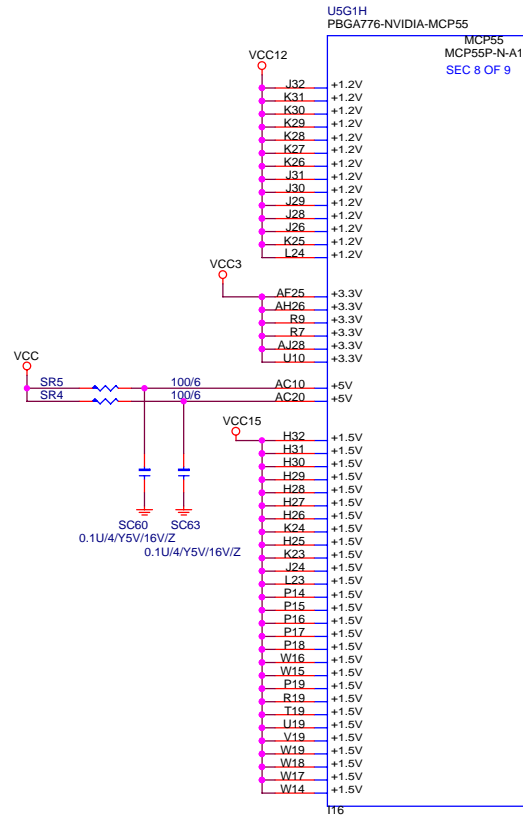 U5G1H
PBGA776-NVIDIA-MCP55
MCP55
MCP55P-N-A1
SEC 8 OF 9
VCC12
J32 +1.2V
K31 +1.2V
K30 +1.2V
K29 +1.2V
K28 +1.2V
K27 +1.2V
K26 +1.2V
J31 +1.2V
J30 +1.2V
J29 +1.2V
J28 +1.2V
J26 +1.2V
K25 +1.2V
L24 +1.2V
VCC3
AF25 +3.3V
AH26 +3.3V
R9 +3.3V
R7 +3.3V
AJ28 +3.3V
U10 +3.3V
VCC
SR5 100/6 AC10 +5V
SR4 100/6 AC20 +5V
VCC15
H32 +1.5V
H31 +1.5V
H30 +1.5V
H29 +1.5V
H28 +1.5V
H27 +1.5V
H26 +1.5V
K24 +1.5V
H25 +1.5V
K23 +1.5V
J24 +1.5V
L23 +1.5V
P14 +1.5V
P15 +1.5V
P16 +1.5V
P17 +1.5V
P18 +1.5V
W16 +1.5V
W15 +1.5V
P19 +1.5V
R19 +1.5V
T19 +1.5V
U19 +1.5V
V19 +1.5V
W19 +1.5V
W18 +1.5V
W17 +1.5V
W14 +1.5V
SC60 SC63
0.1U/4/Y5V/16V/Z
0.1U/4/Y5V/16V/Z
I16